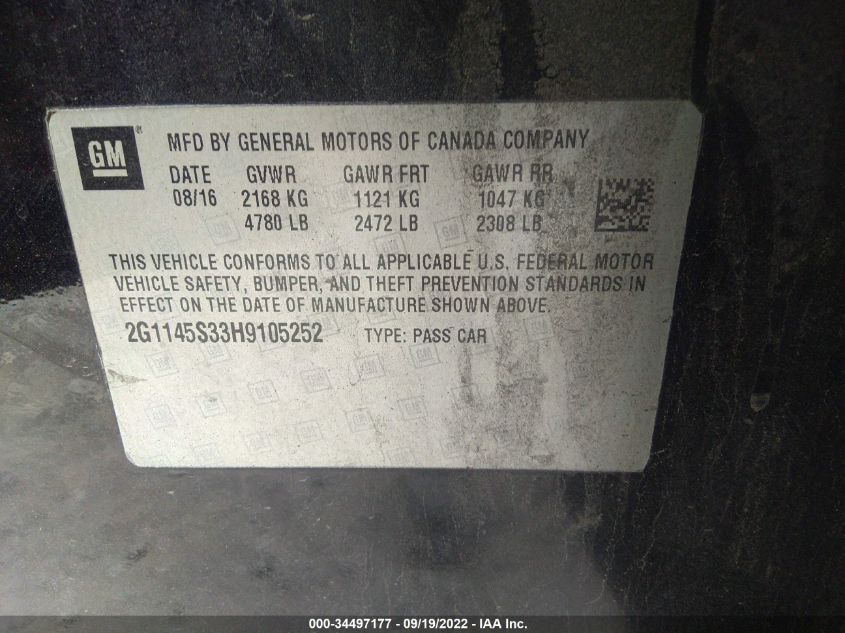 GM ®
MFD BY GENERAL MOTORS OF CANADA COMPANY
DATE GVWR GAWR FRT GAWR RR
08/16 2168 KG 1121 KG 1047 KG
4780 LB 2472 LB 2308 LB
THIS VEHICLE CONFORMS TO ALL APPLICABLE U.S. FEDERAL MOTOR
VEHICLE SAFETY, BUMPER, AND THEFT PREVENTION STANDARDS IN
EFFECT ON THE DATE OF MANUFACTURE SHOWN ABOVE.
2G1145S33H9105252 TYPE: PASS CAR
000-34497177 - 09/19/2022 - IAA Inc.